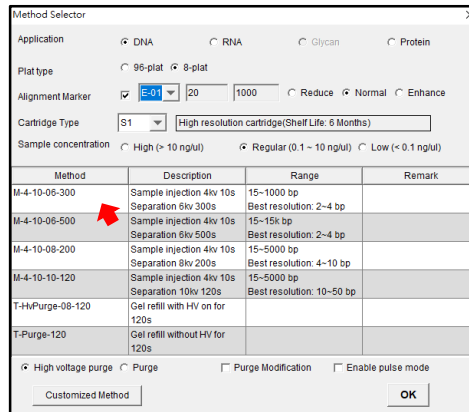 Method Selector
Application DNA RNA Glycan Protein
Plat type 96-plat 8-plat
Alignment Marker E-01 20 1000 Reduce Normal Enhance
Cartridge Type S1 High resolution cartridge(Shelf Life: 6 Months)
Sample concentration High (> 10 ng/ul) Regular (0.1 ~ 10 ng/ul) Low (< 0.1 ng/ul)
Method Description Range Remark
M-4-10-06-300 Sample injection 4kv 10s 15~1000 bp
Separation 6kv 300s Best resolution: 2~4 bp
M-4-10-06-500 Sample injection 4kv 10s 15~15k bp
Separation 6kv 500s Best resolution: 2~4 bp
M-4-10-08-200 Sample injection 4kv 10s 15~5000 bp
Separation 8kv 200s Best resolution: 4~10 bp
M-4-10-10-120 Sample injection 4kv 10s 15~5000 bp
Separation 10kv 120s Best resolution: 10~50 bp
T-HvPurge-08-120 Gel refill with HV on for
120s
T-Purge-120 Gel refill without HV for
120s
High voltage purge Purge Purge Modification Enable pulse mode
Customized Method OK